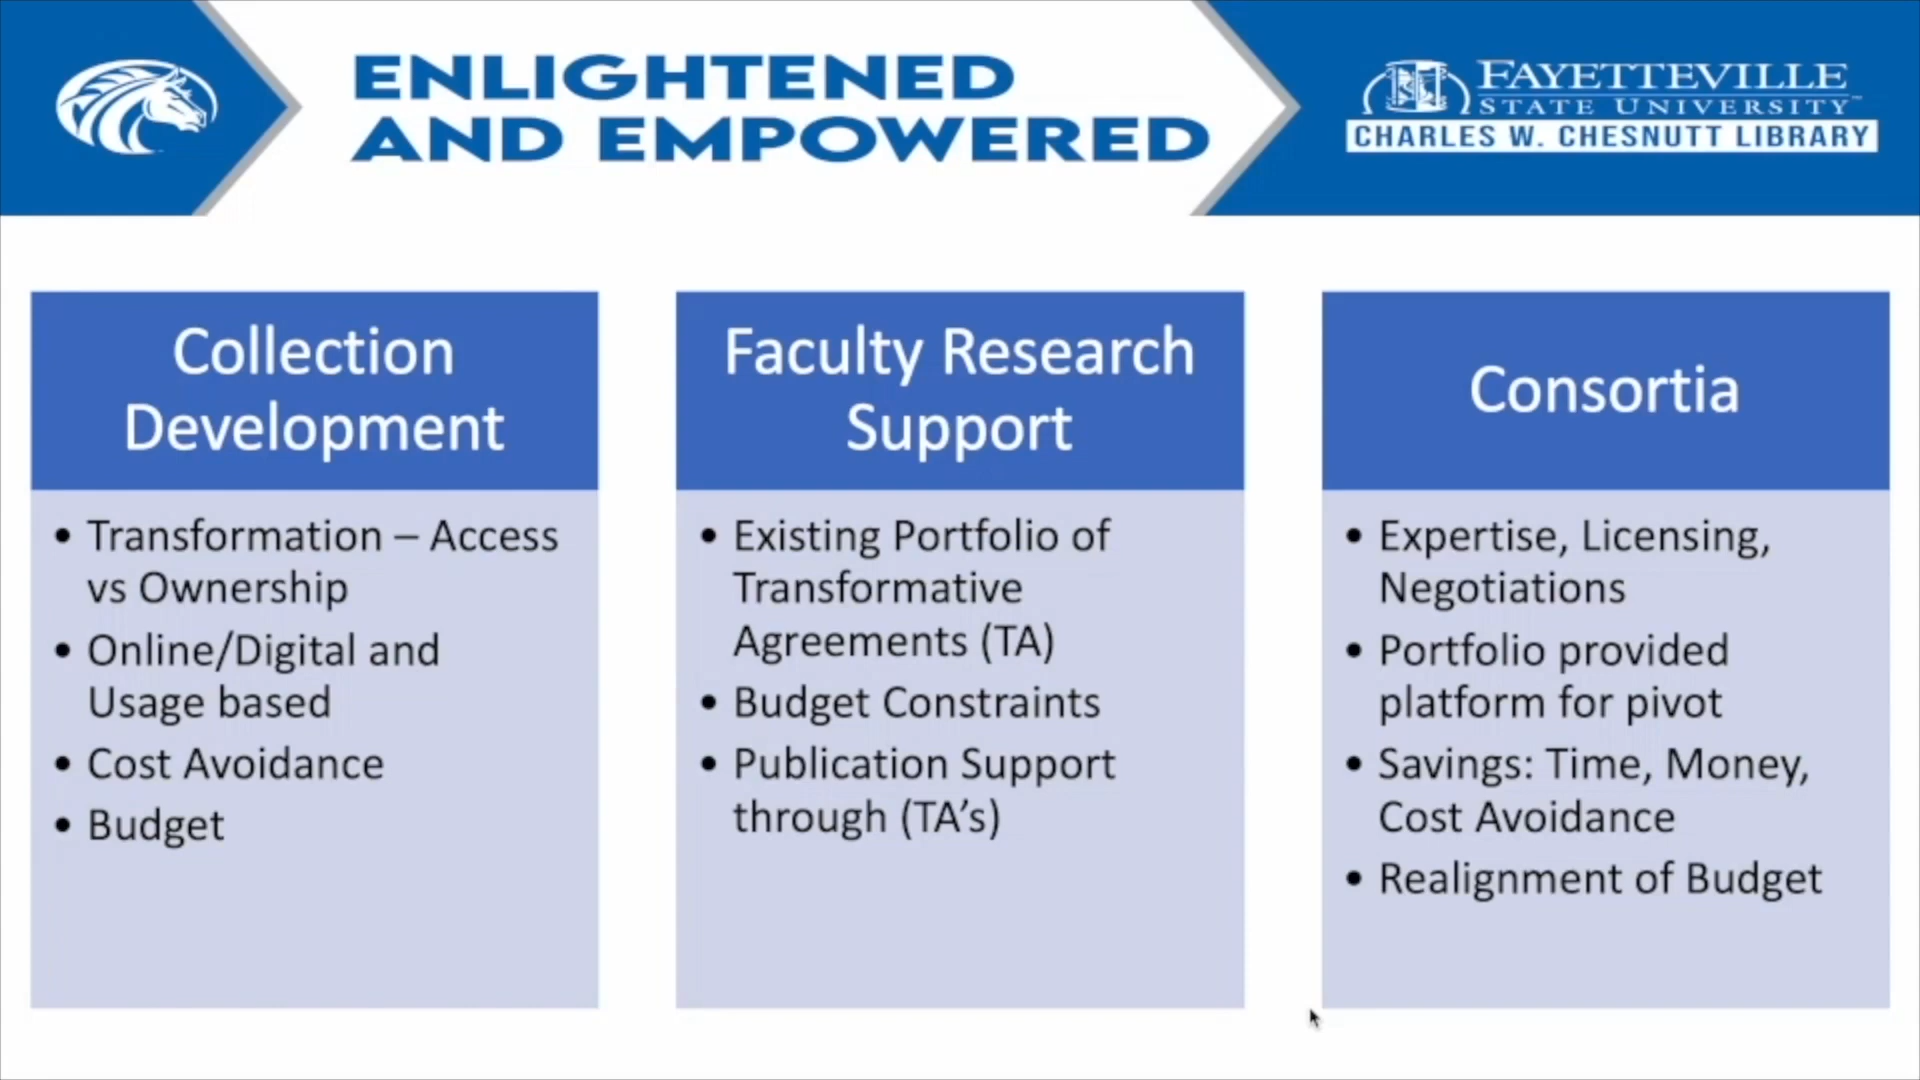 ENLIGHTENED
AND EMPOWERED
FAYETTEVILLE
STATE UNIVERSITY
CHARLES W. CHESNUTT LIBRARY
Collection
Development
• Transformation – Access
vs Ownership
• Online/Digital and
Usage based
• Cost Avoidance
• Budget
Faculty Research
Support
• Existing Portfolio of
Transformative
Agreements (TA)
• Budget Constraints
• Publication Support
through (TA’s)
Consortia
• Expertise, Licensing,
Negotiations
• Portfolio provided
platform for pivot
• Savings: Time, Money,
Cost Avoidance
• Realignment of Budget